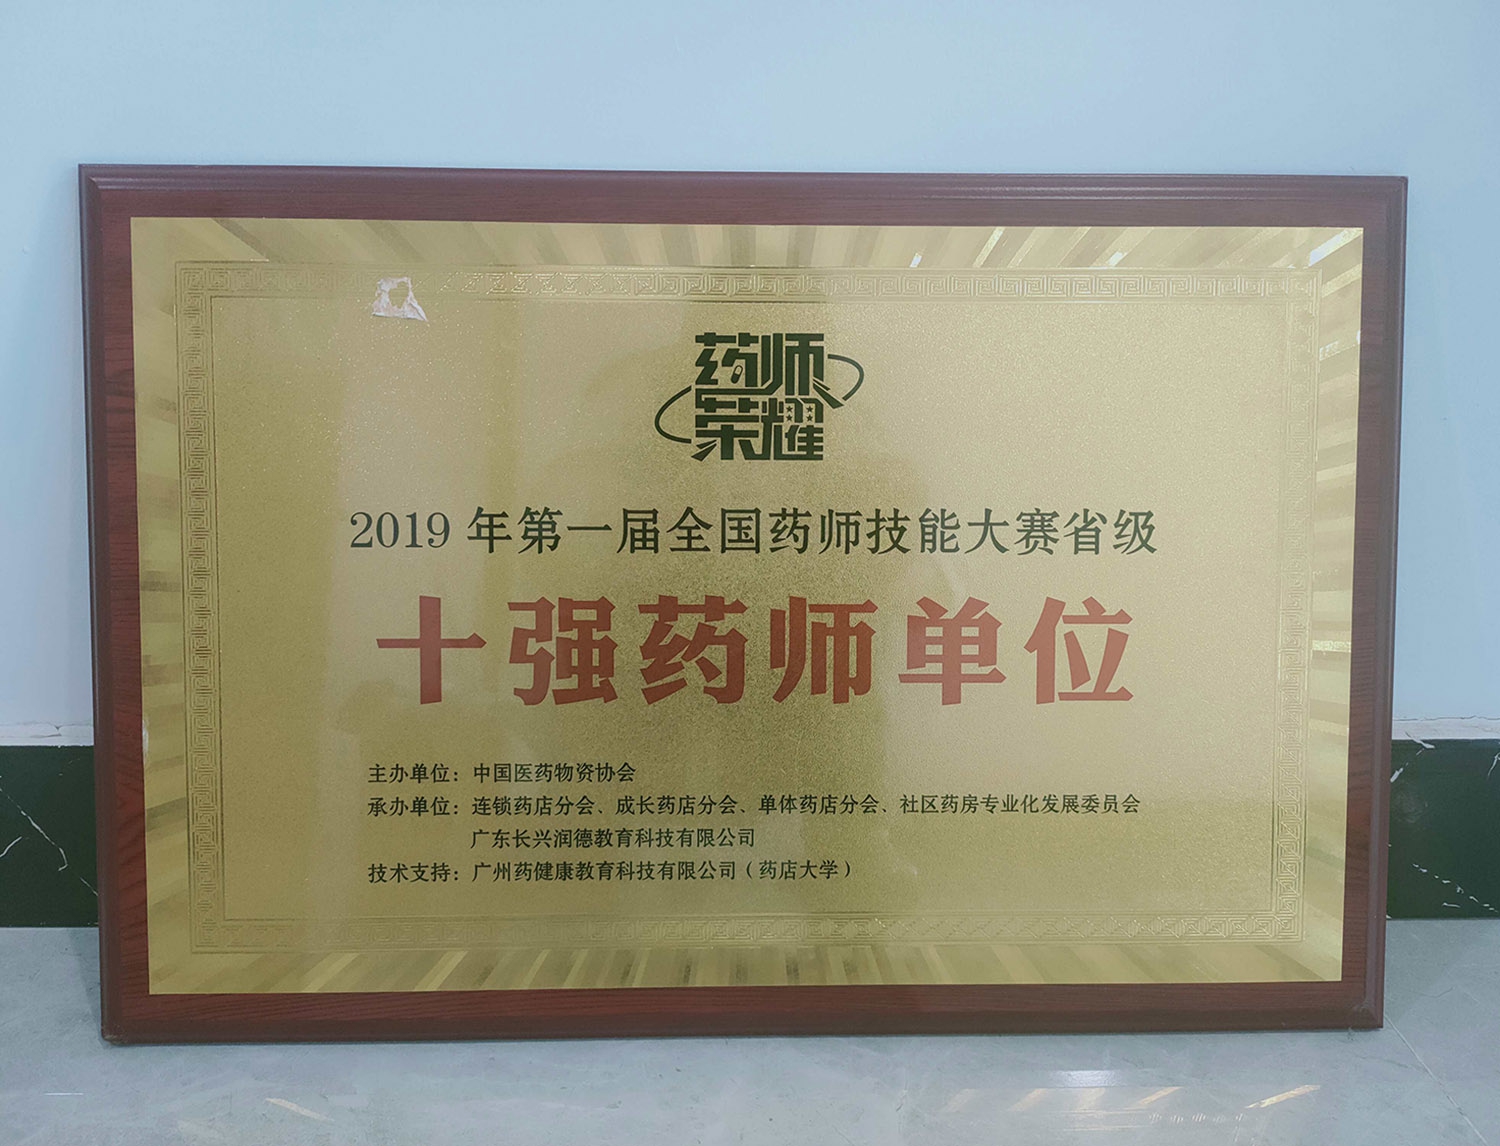 药师
荣耀
2019 年第一届全国药师技能大赛省级
十强药师单位
主办单位：中国医药物资协会
承办单位：连锁药店分会、成长药店分会、单体药店分会、社区药房专业化发展委员会
广东长兴润德教育科技有限公司
技术支持：广州药健康教育科技有限公司（药店大学）